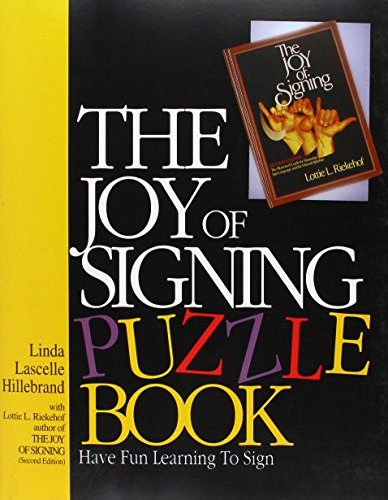 The
JOY
of
Signing
Lottie L. Riekehof
THE
JOY OF
SIGNING
PUZZLE
BOOK
Have Fun Learning To Sign
Linda
Lascelle
Hillebrand
with
Lottie L. Riekehof
author of
THE JOY
OF SIGNING
(Second Edition)